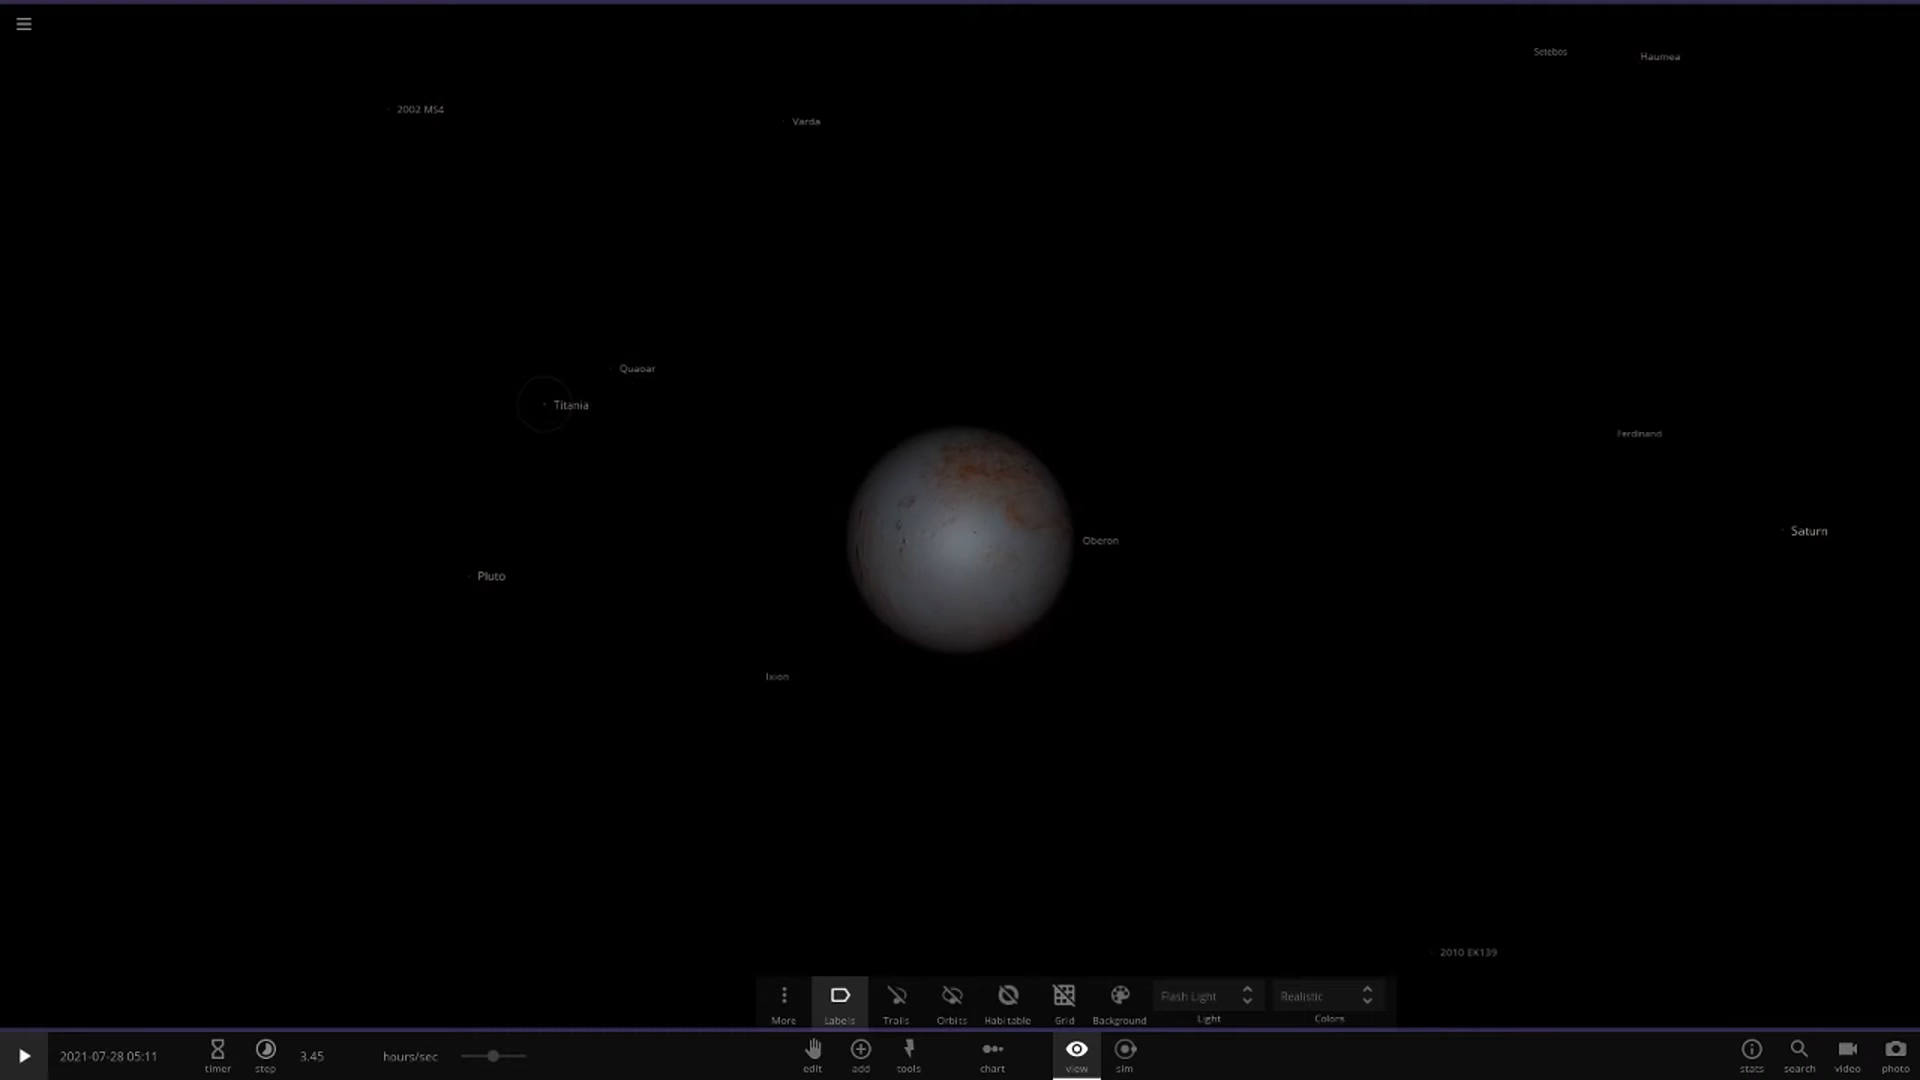 Setebos
Haumea
2002 MS4
Varda
Quaoar
Titania
Ferdinand
Saturn
Oberon
Pluto
Ixion
2010 EK139
More
Labels
Trails
Orbits
Habitable
Grid
Background
Flash Light
Light
Realistic
Colors
2021-07-28 05:11
timer
step
3.45
hours/sec
edit
add
tools
chart
view
sim
stats
search
video
photo